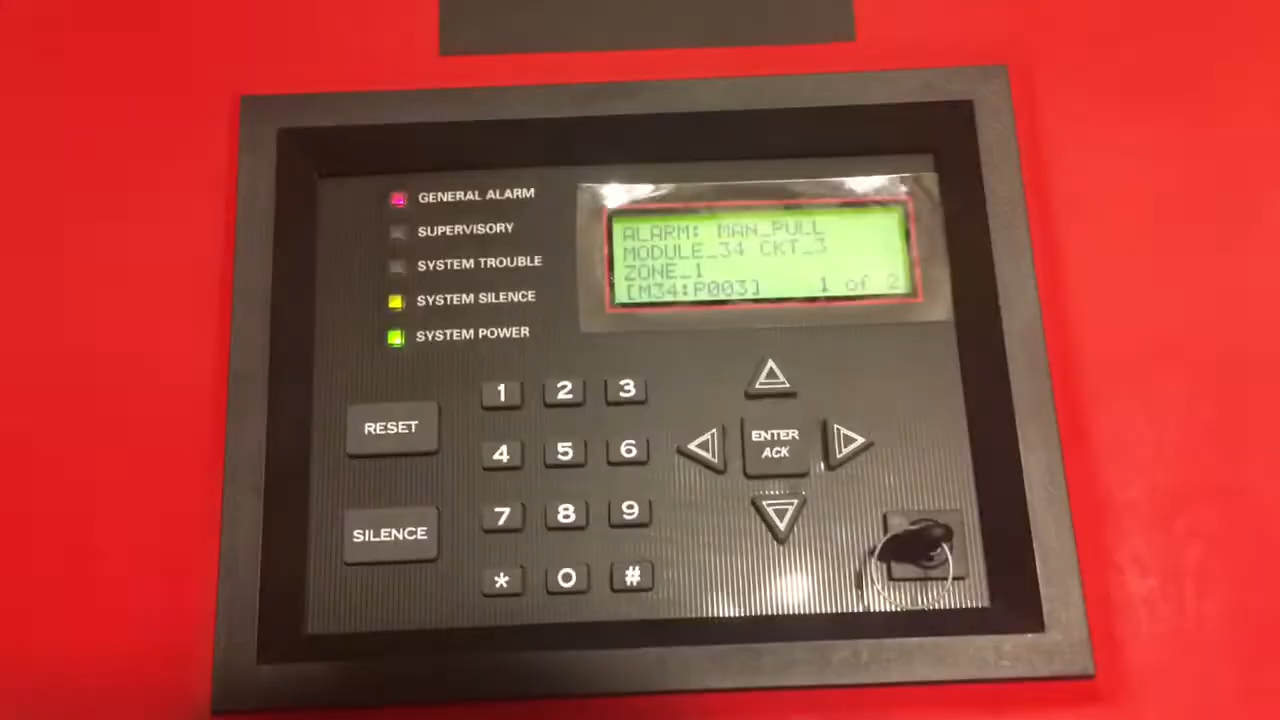 GENERAL ALARM
SUPERVISORY
SYSTEM TROUBLE
SYSTEM SILENCE
SYSTEM POWER
ALARM: MAN_PULL
MODULE_34 CKT_3
ZONE_1
[M34:P003] 1 of 2
RESET
SILENCE
1 2 3
4 5 6
7 8 9
* 0 #
ENTER
ACK